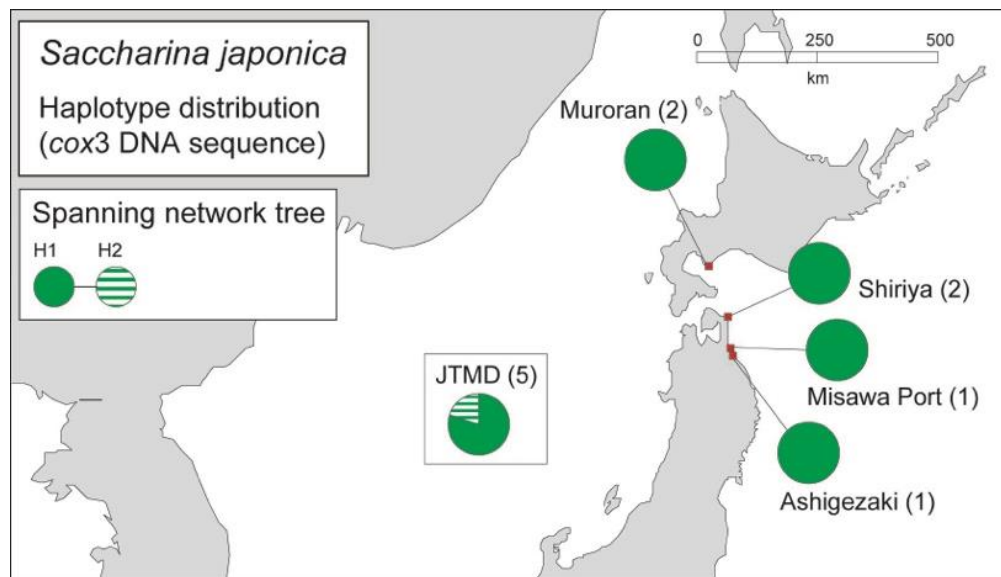 Saccharina japonica
Haplotype distribution
(cox3 DNA sequence)
Spanning network tree
H1 H2
0 250 500
km
Muroran (2)
Shiriya (2)
JTMD (5)
Misawa Port (1)
Ashigezaki (1)